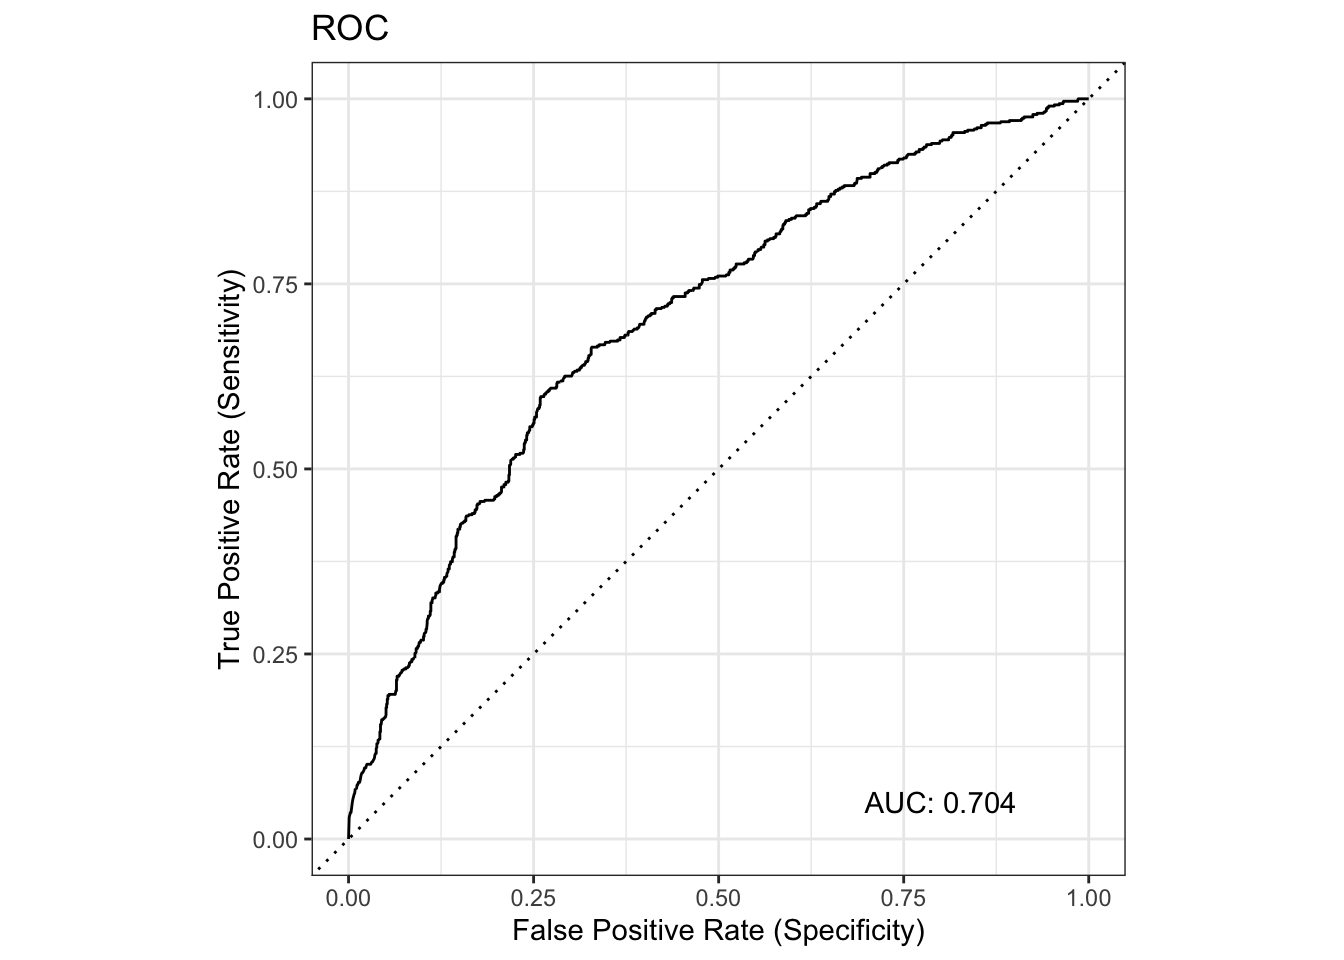 ROC
1.00
0.75
0.50
0.25
0.00
True Positive Rate (Sensitivity)
AUC: 0.704
0.00 0.25 0.50 0.75 1.00
False Positive Rate (Specificity)